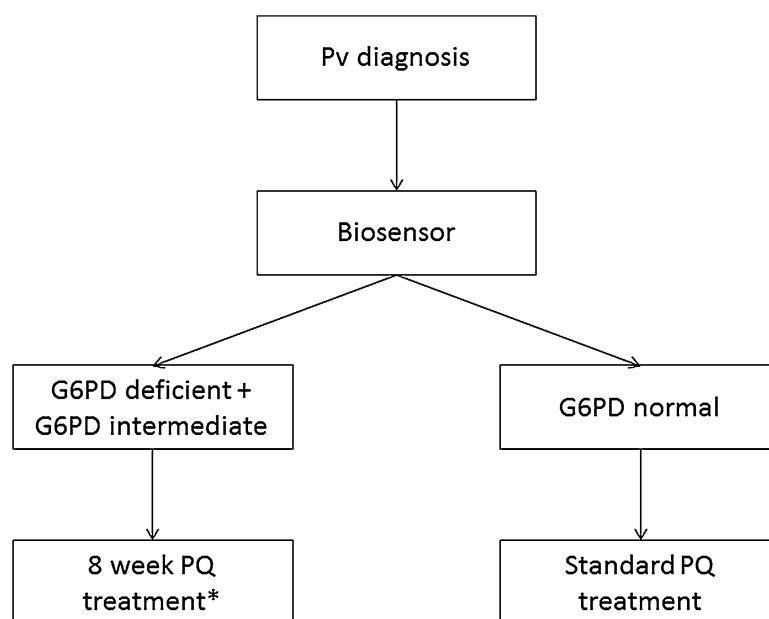 Pv diagnosis
Biosensor
G6PD deficient +
G6PD intermediate
G6PD normal
8 week PQ
treatment*
Standard PQ
treatment